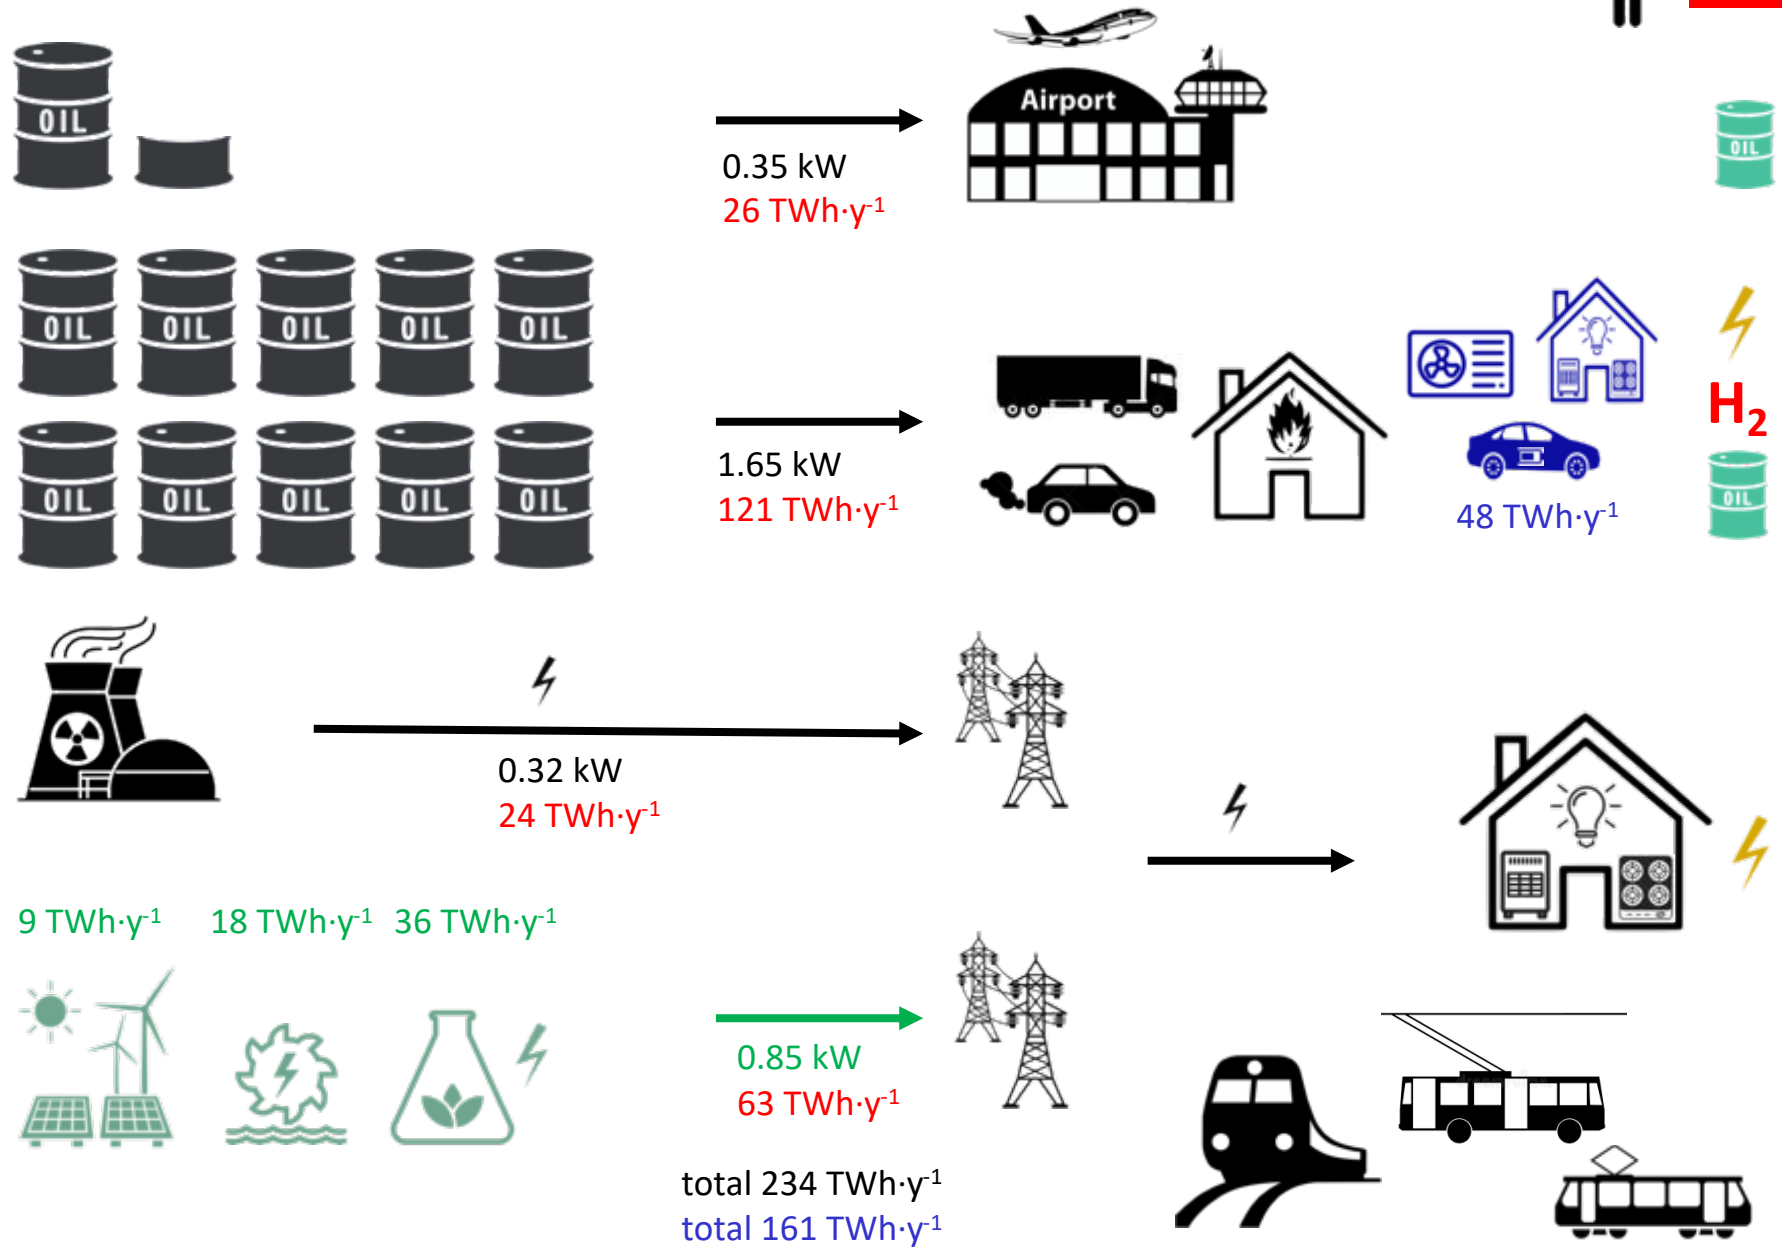 OIL
Airport
0.35 kW
26 TWh·y⁻¹
OIL
OIL OIL OIL OIL OIL
H₂
OIL OIL OIL OIL OIL
1.65 kW
121 TWh·y⁻¹
48 TWh·y⁻¹
OIL
0.32 kW
24 TWh·y⁻¹
9 TWh·y⁻¹ 18 TWh·y⁻¹ 36 TWh·y⁻¹
0.85 kW
63 TWh·y⁻¹
total 234 TWh·y⁻¹
total 161 TWh·y⁻¹